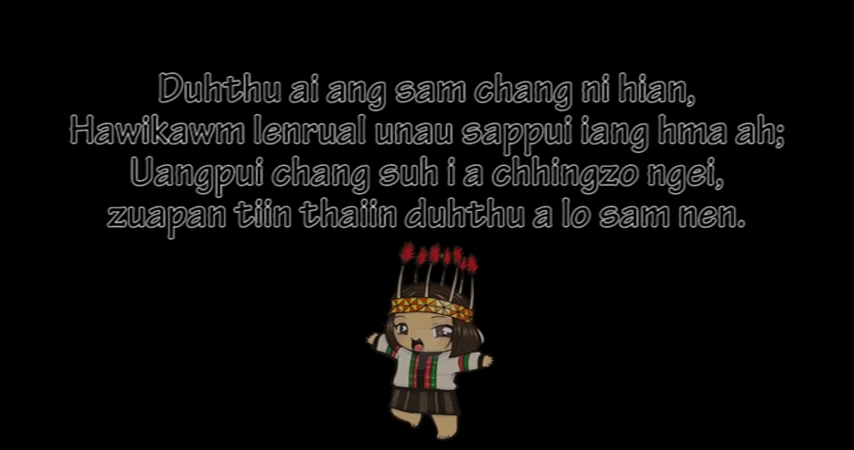 Duhthu ai ang sam chang ni hian,
Hawikawm lenrual unau sappui iang hma ah;
Uangpui chang suh i a chhingzo ngei,
zuapan tiin thaiin duhthu a lo sam nen.